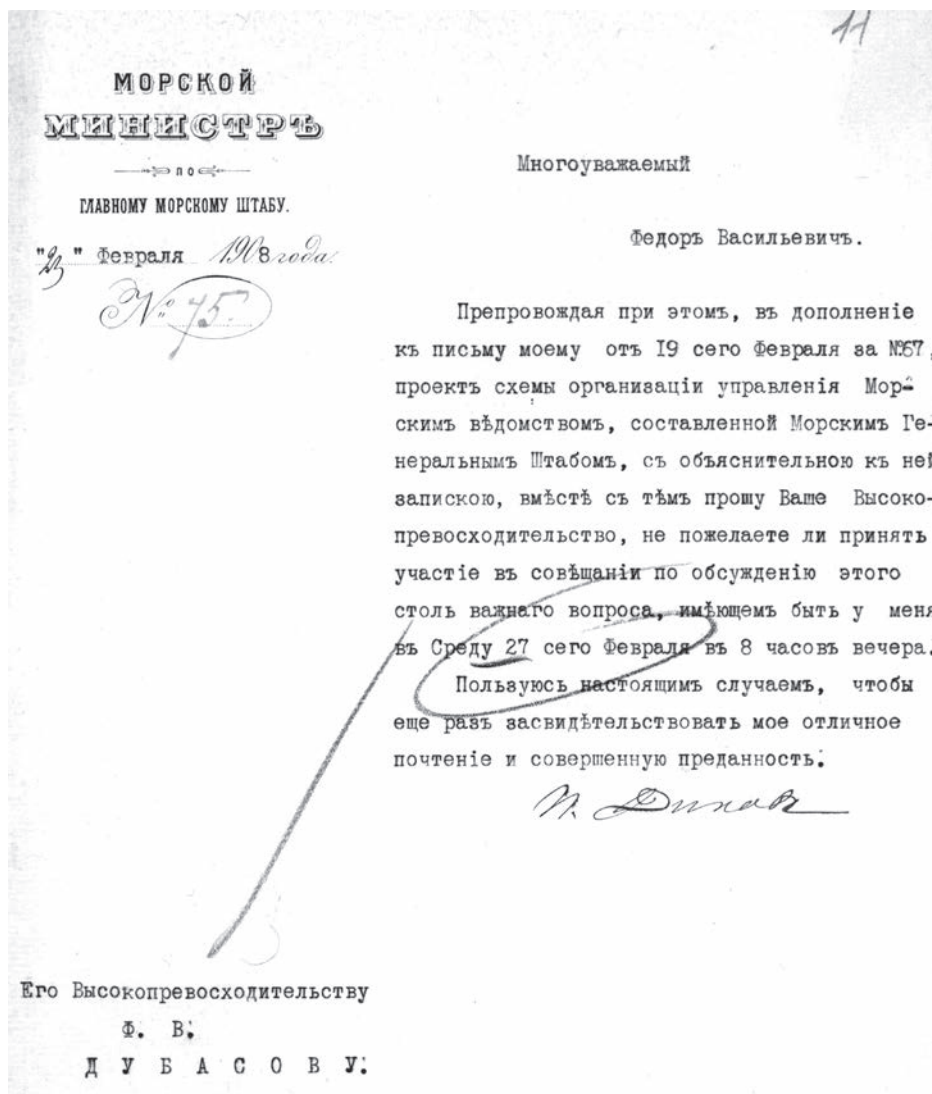 11
МОРСКОЙ
МИНИСТРЪ
ПО
ГЛАВНОМУ МОРСКОМУ ШТАБУ.
"23" Февраля 1908 года.
№ 75.
Многоуважаемый
Федоръ Васильевичъ.
Препровождая при этомъ, въ дополненіе
къ письму моему отъ I9 сего Февраля за №67,
проектъ схемы организаціи управленія Мор-
скимъ вѣдомствомъ, составленной Морскимъ Ге-
неральнымъ Штабомъ, съ объяснительною къ ней
запискою, вмѣстѣ съ тѣмъ прошу Ваше Высоко-
превосходительство, не пожелаете ли принять
участіе въ совѣщаніи по обсужденію этого
столь важнаго вопроса, имѣющемъ быть у меня
въ Среду 27 сего Февраля въ 8 часовъ вечера.
Пользуюсь настоящимъ случаемъ, чтобы
еще разъ засвидѣтельствовать мое отличное
почтеніе и совершенную преданность.
И. Диковъ
Его Высокопревосходительству
Ф. В.
ДУБАСОВУ.